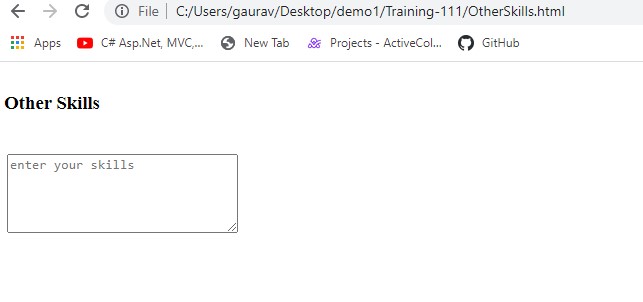 File C:/Users/gaurav/Desktop/demo1/Training-111/OtherSkills.html
Apps C# Asp.Net, MVC,... New Tab Projects - ActiveCol... GitHub
Other Skills
enter your skills